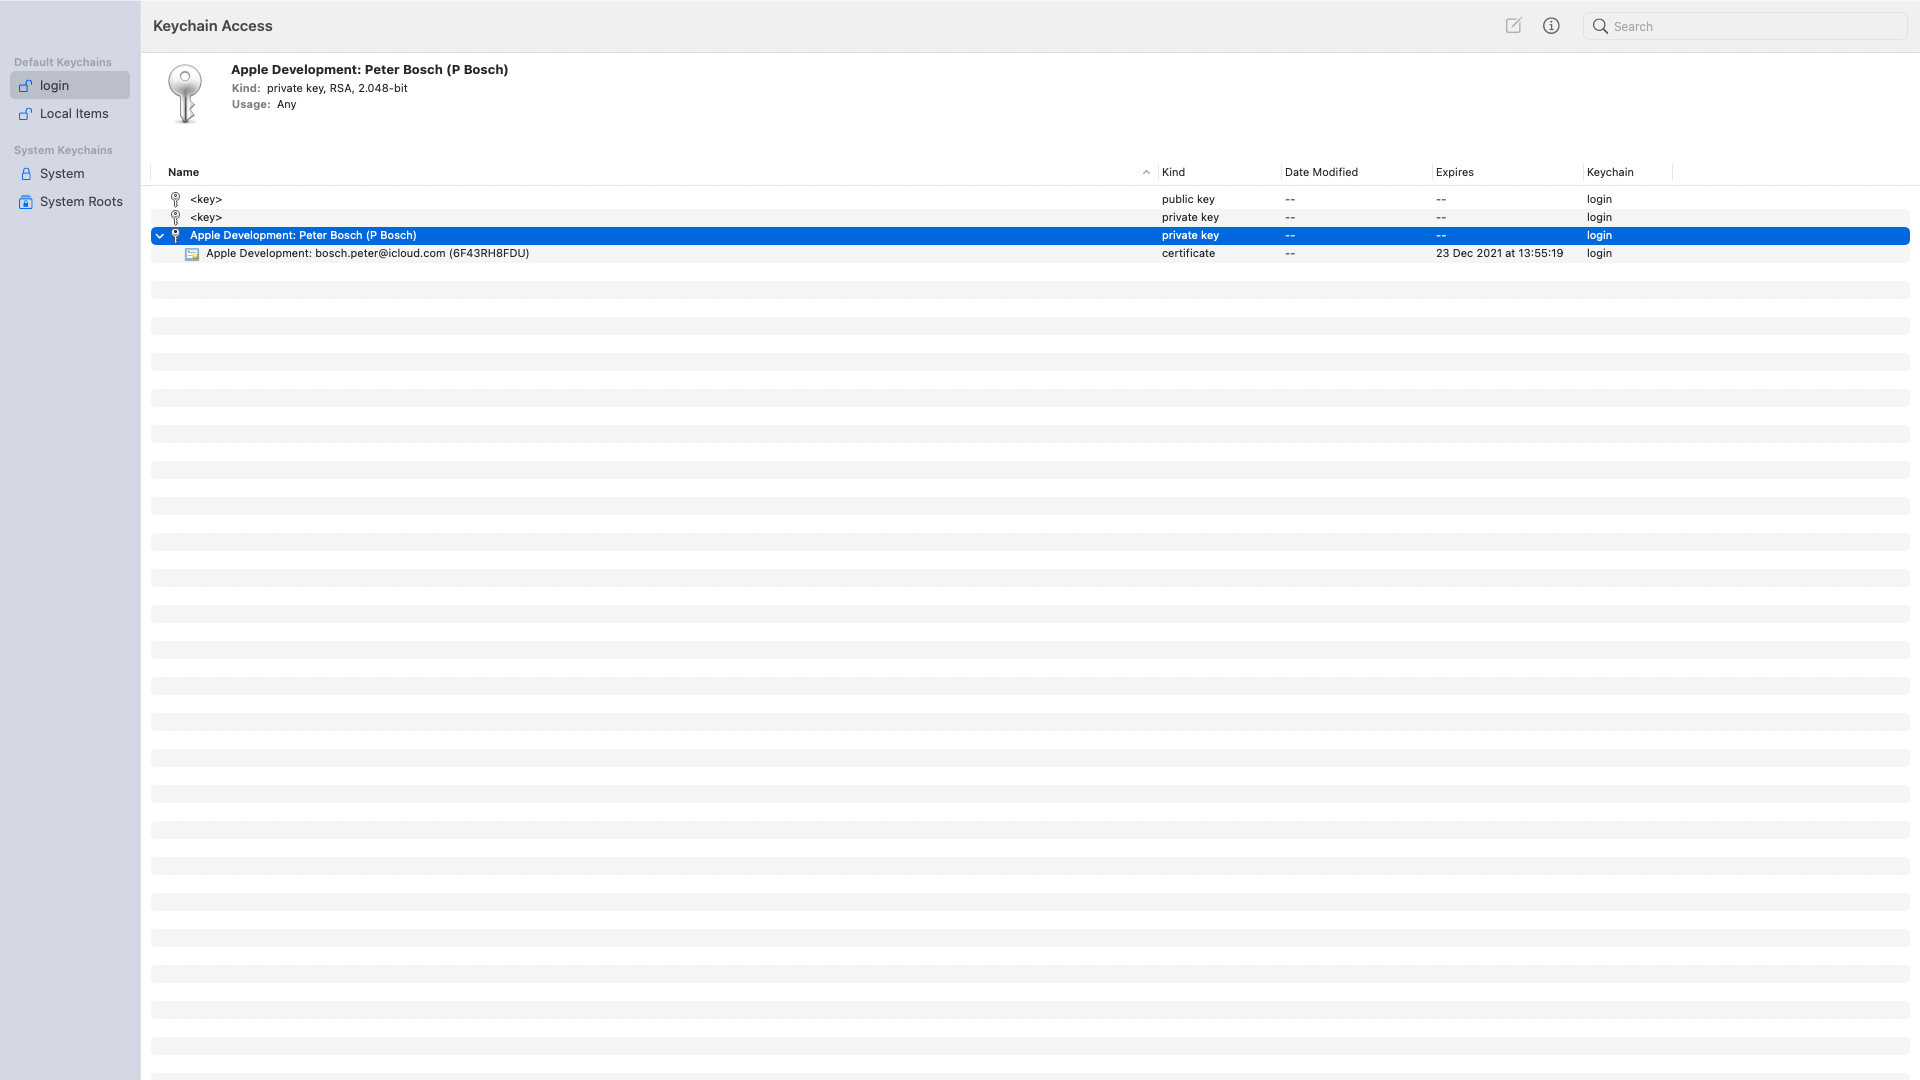 Keychain Access
Search
Default Keychains
login
Local Items
System Keychains
System
System Roots
Apple Development: Peter Bosch (P Bosch)
Kind: private key, RSA, 2.048-bit
Usage: Any
Name Kind Date Modified Expires Keychain
<key> public key -- -- login
<key> private key -- -- login
Apple Development: Peter Bosch (P Bosch) private key -- -- login
Apple Development: bosch.peter@icloud.com (6F43RH8FDU) certificate -- 23 Dec 2021 at 13:55:19 login